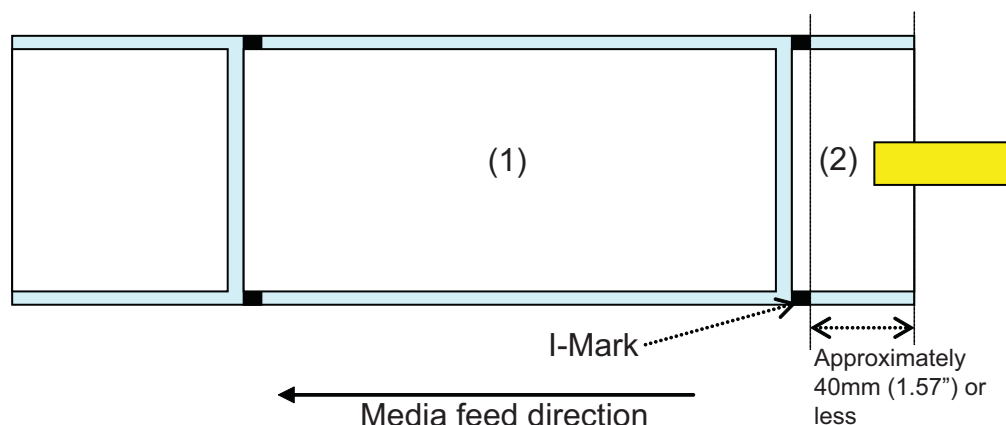 (1)
(2)
I-Mark
Approximately
40mm (1.57”) or
less
Media feed direction